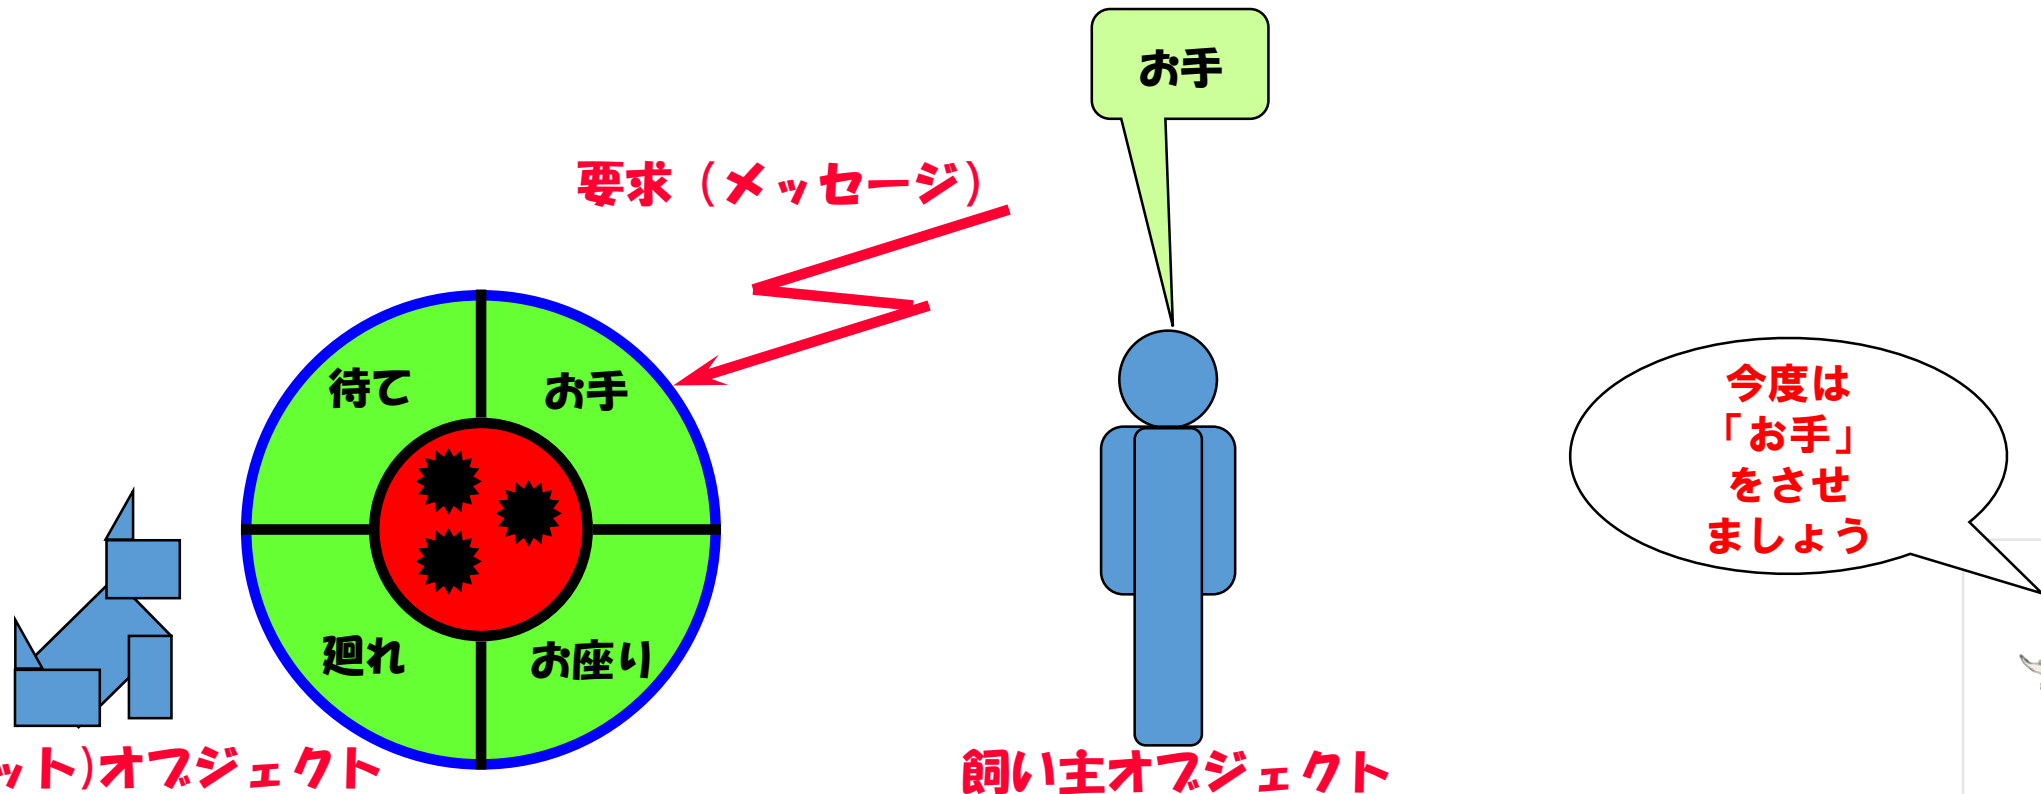 お手
要求（メッセージ）
待て
お手
廻れ
お座り
今度は
「お手」
をさせ
ましょう
ット)オブジェクト
飼い主オブジェクト